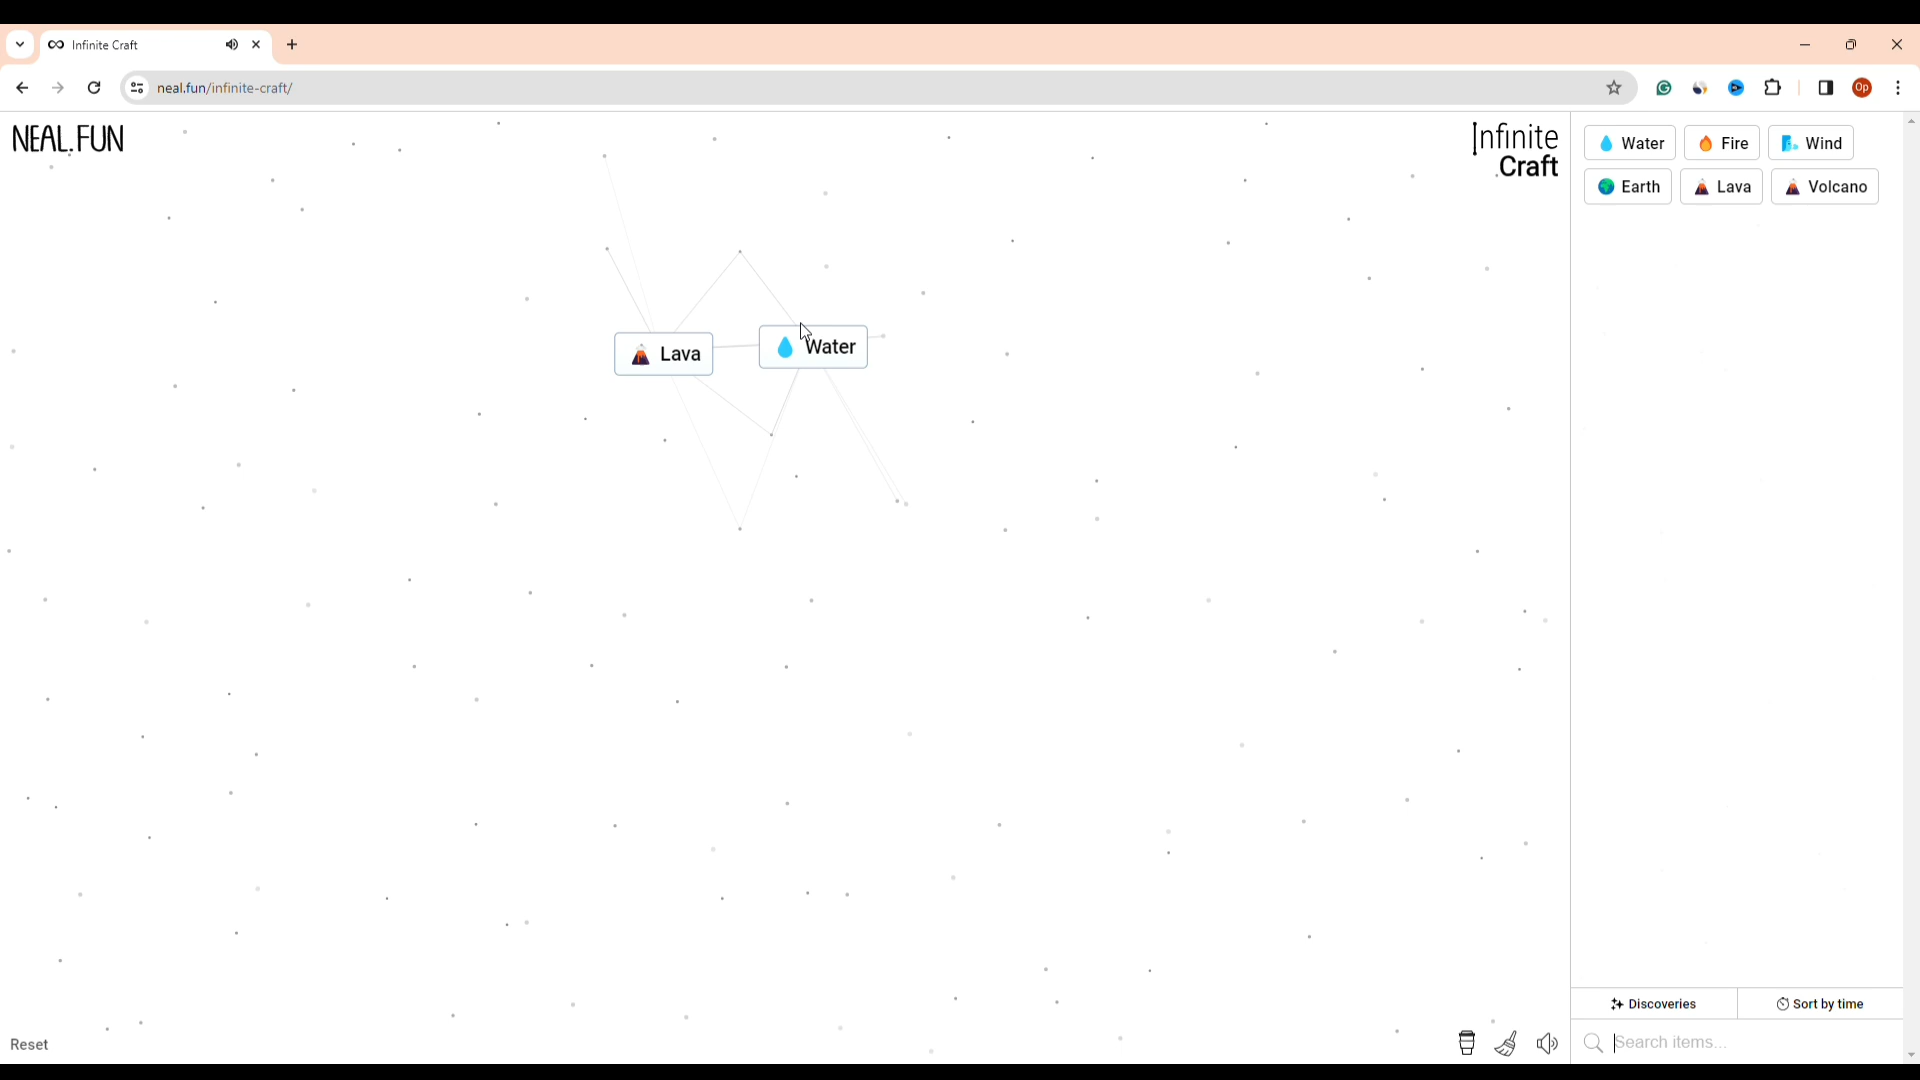 Infinite Craft
neal.fun/infinite-craft/
Op
NEAL.FUN
Infinite
Craft
Water Fire Wind
Earth Lava Volcano
Lava
Water
Discoveries Sort by time
Reset
Search items...